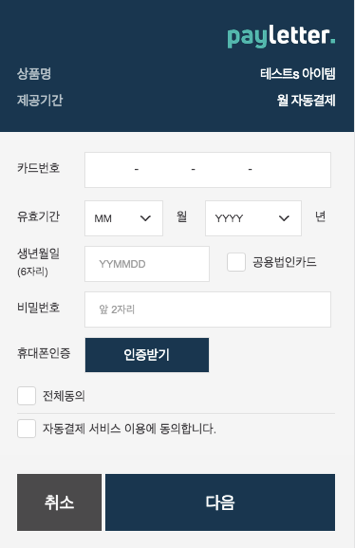 payletter.
상품명 테스트s 아이템
제공기간 월 자동결제
카드번호 - - -
유효기간 MM 월 YYYY 년
생년월일 YYMMDD 공용법인카드
(6자리)
비밀번호 앞 2자리
휴대폰인증 인증받기
전체동의
자동결제 서비스 이용에 동의합니다.
취소 다음